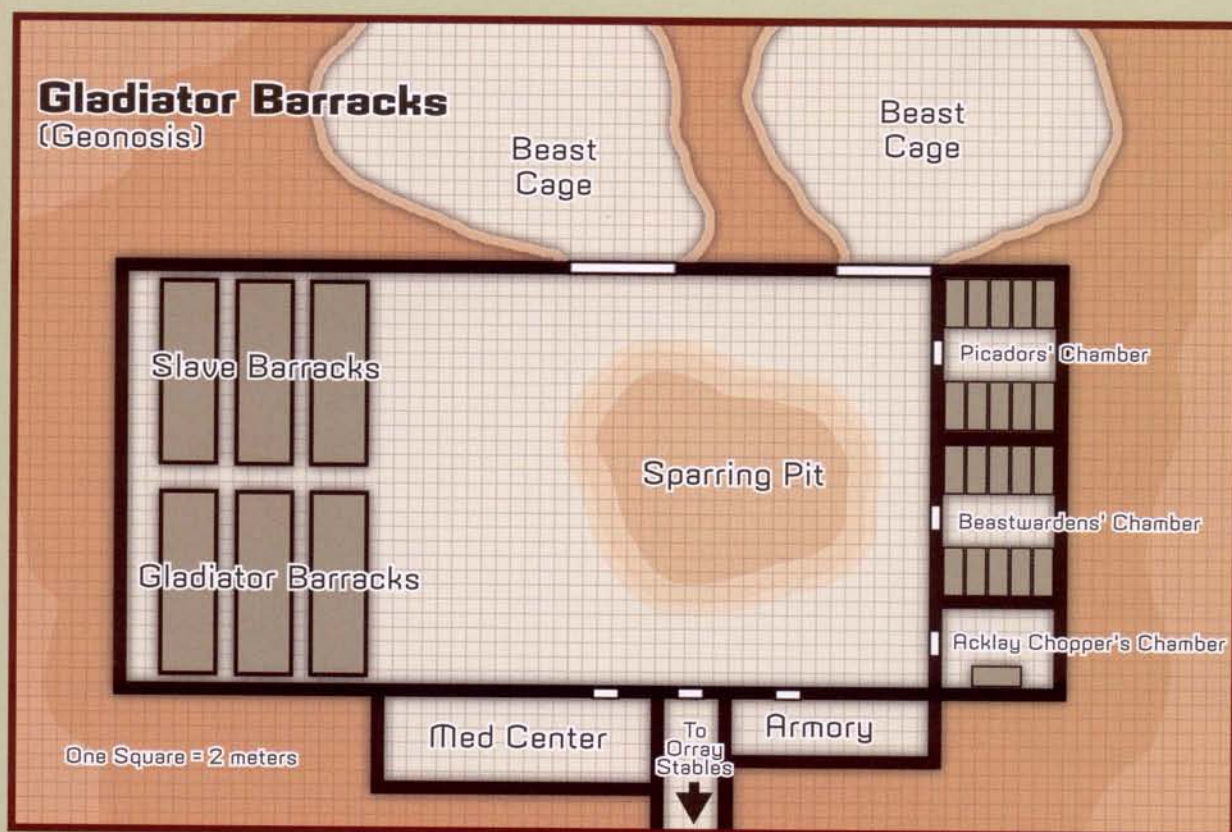 Gladiator Barracks
(Geonosis)
Beast
Cage
Beast
Cage
Slave Barracks
Picadors' Chamber
Sparring Pit
Beastwardens' Chamber
Gladiator Barracks
Acklay Chopper's Chamber
Med Center
To
Orray
Stables
Armory
One Square = 2 meters